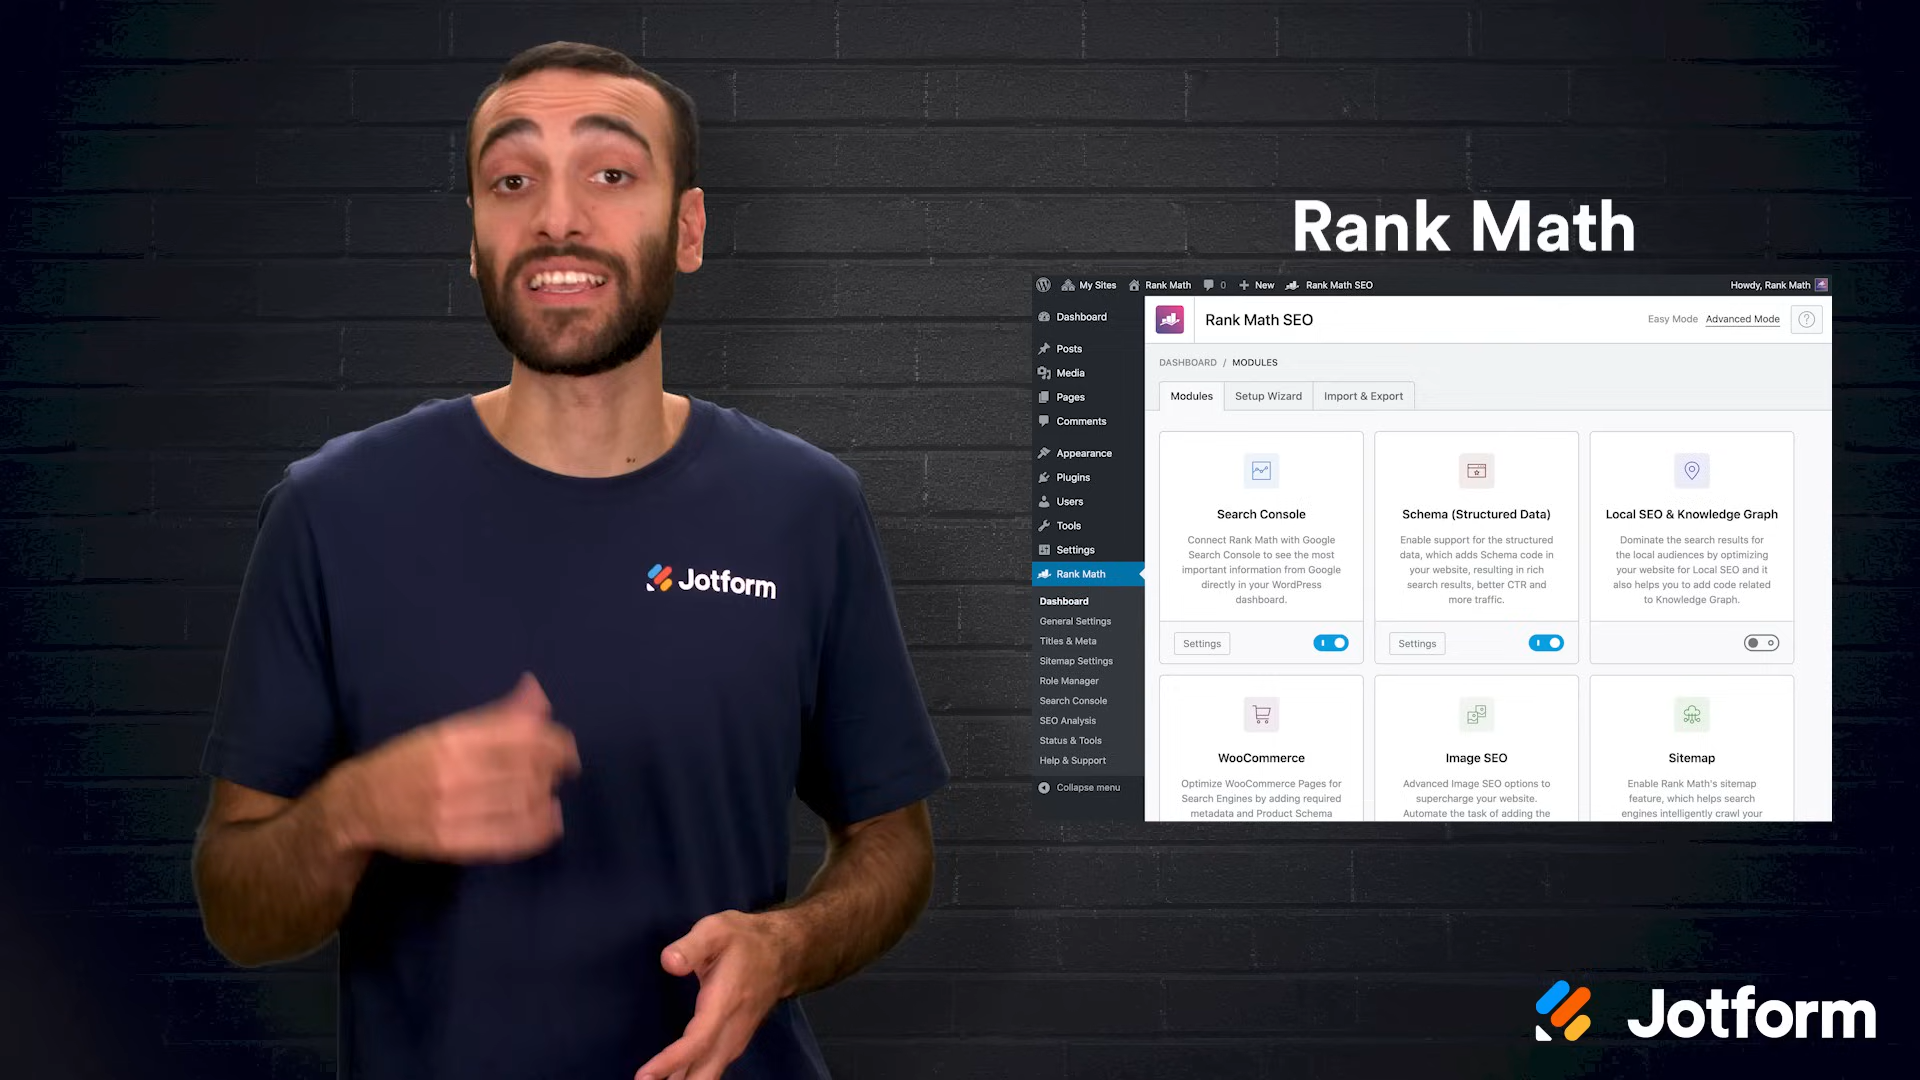 Rank Math
My Sites Rank Math 0 New Rank Math SEO Howdy, Rank Math
Dashboard
Posts
Media
Pages
Comments
Appearance
Plugins
Users
Tools
Settings
Rank Math
Dashboard
General Settings
Titles & Meta
Sitemap Settings
Role Manager
Search Console
SEO Analysis
Status & Tools
Help & Support
Collapse menu
Rank Math SEO
Easy Mode Advanced Mode ?
DASHBOARD / MODULES
Modules Setup Wizard Import & Export
Search Console
Connect Rank Math with Google
Search Console to see the most
important information from Google
directly in your WordPress
dashboard.
Settings
Schema (Structured Data)
Enable support for the structured
data, which adds Schema code in
your website, resulting in rich
search results, better CTR and
more traffic.
Settings
Local SEO & Knowledge Graph
Dominate the search results for
the local audiences by optimizing
your website for Local SEO and it
also helps you to add code related
to Knowledge Graph.
WooCommerce
Optimize WooCommerce Pages for
Search Engines by adding required
metadata and Product Schema
Image SEO
Advanced Image SEO options to
supercharge your website.
Automate the task of adding the
Sitemap
Enable Rank Math's sitemap
feature, which helps search
engines intelligently crawl your
Jotform
Jotform